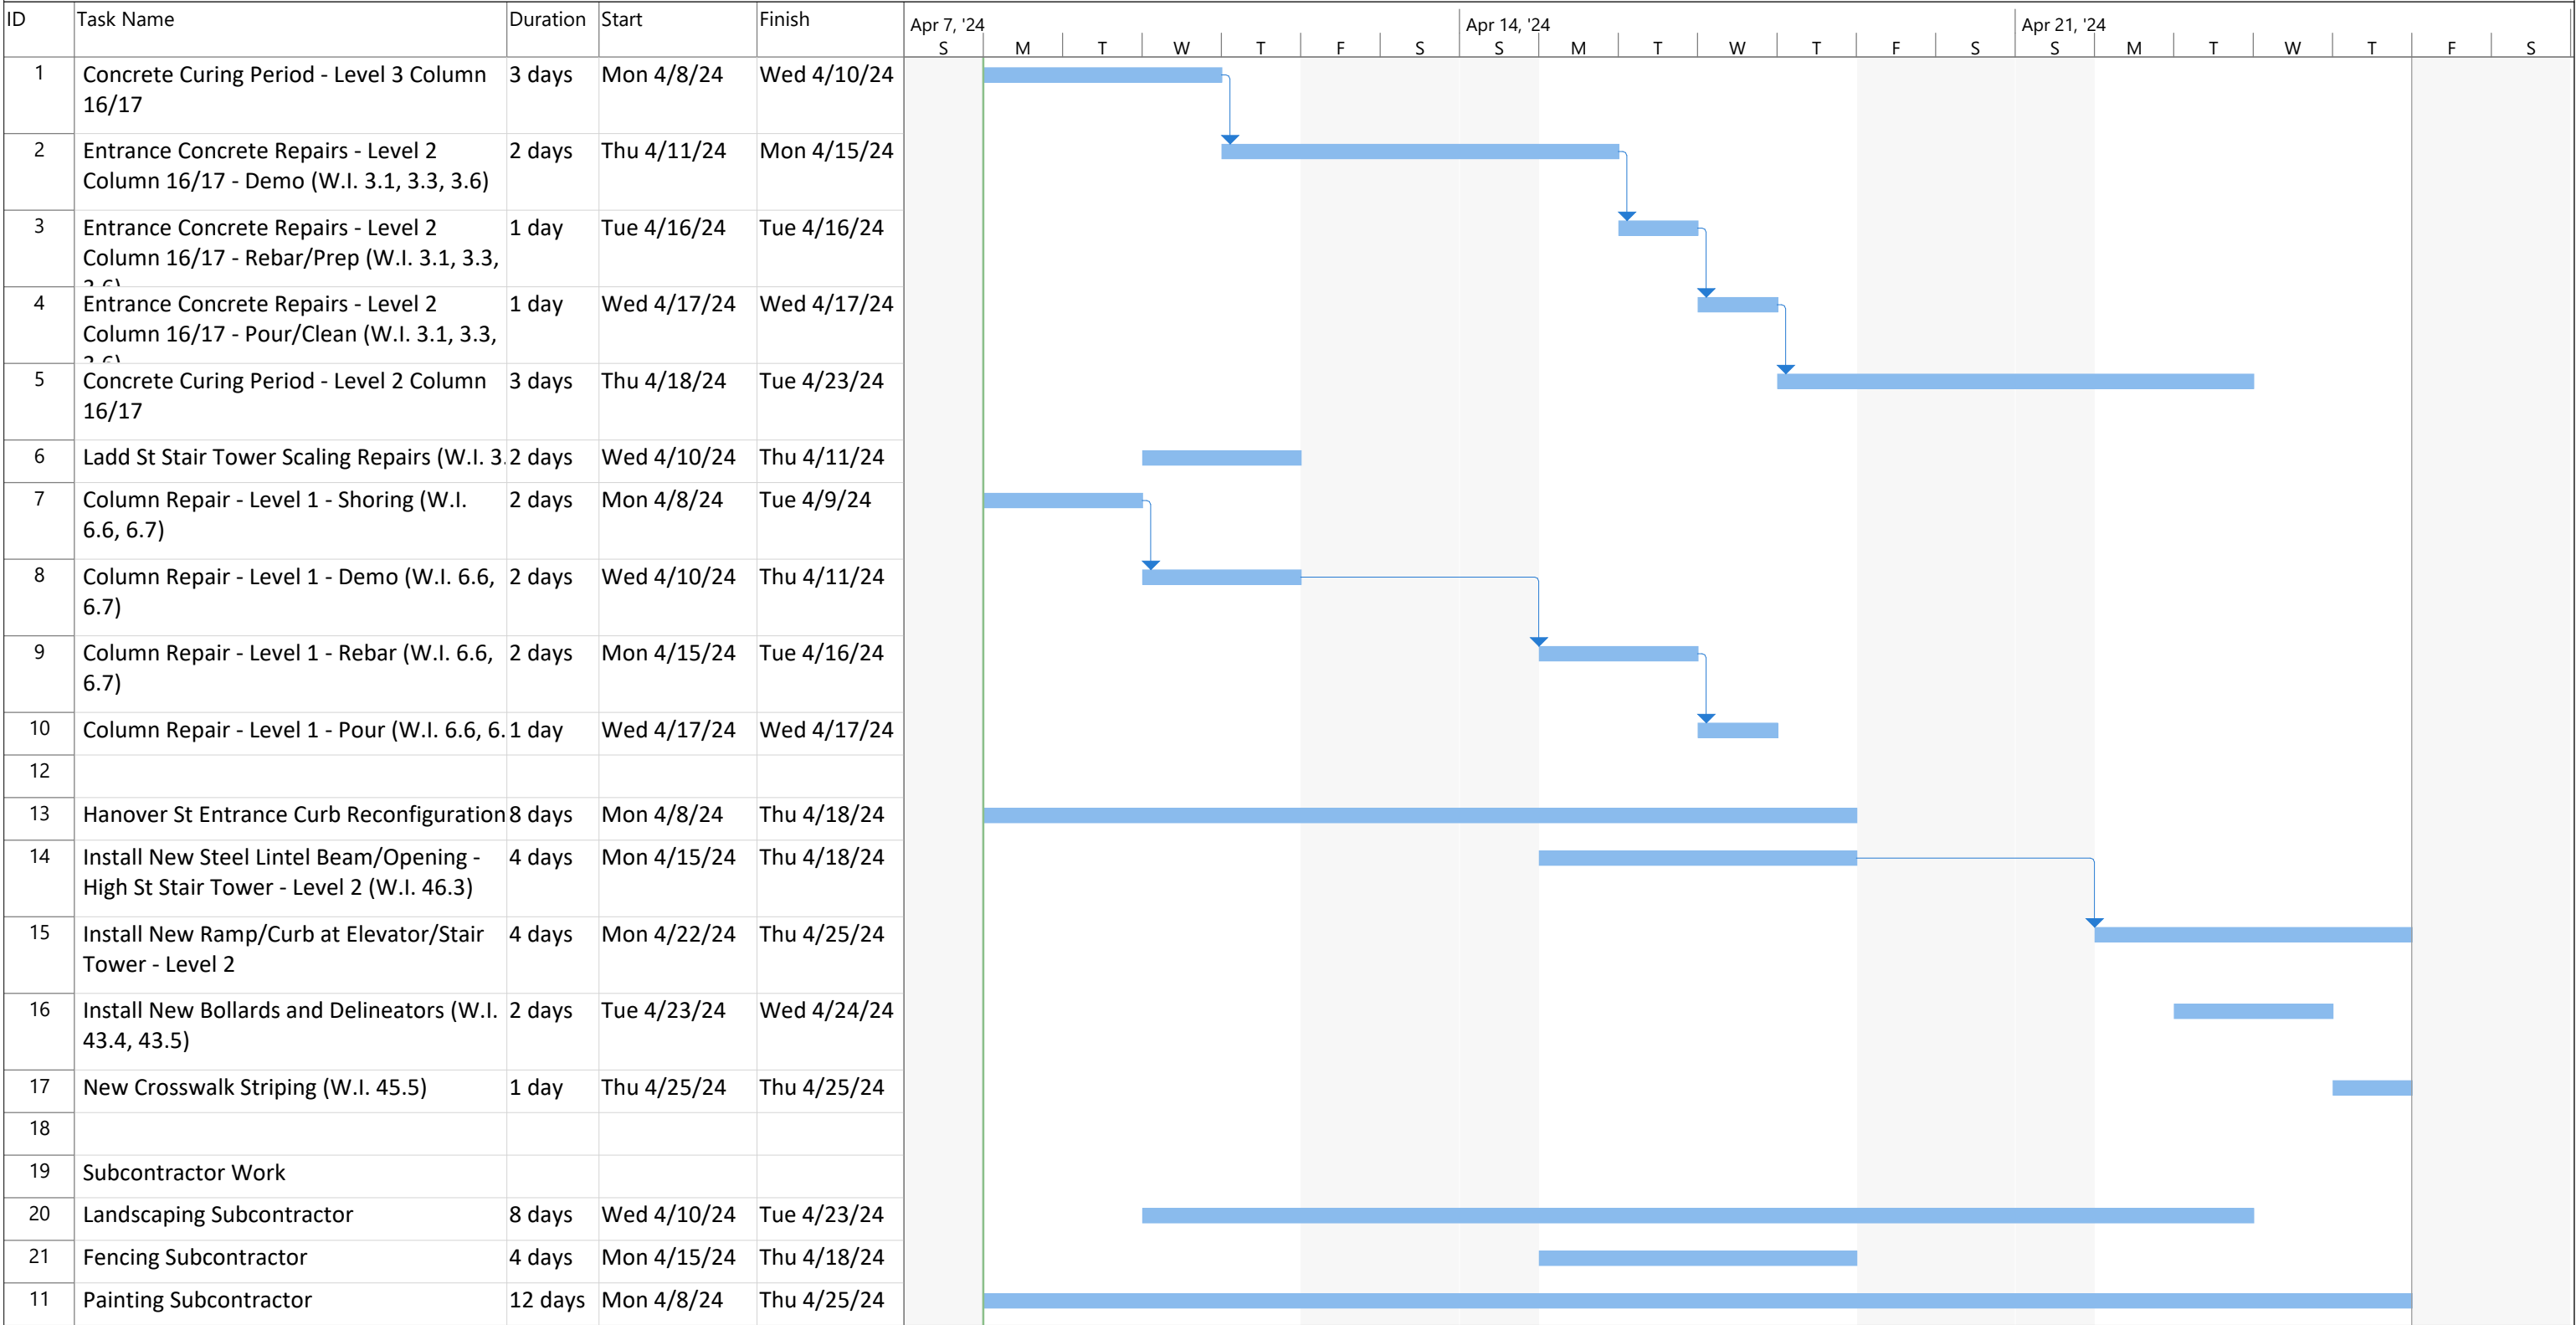 ID Task Name Duration Start Finish
Apr 7, '24 Apr 14, '24 Apr 21, '24
S M T W T F S S M T W T F S S M T W T F S
1 Concrete Curing Period - Level 3 Column 3 days Mon 4/8/24 Wed 4/10/24
16/17
2 Entrance Concrete Repairs - Level 2 2 days Thu 4/11/24 Mon 4/15/24
Column 16/17 - Demo (W.I. 3.1, 3.3, 3.6)
3 Entrance Concrete Repairs - Level 2 1 day Tue 4/16/24 Tue 4/16/24
Column 16/17 - Rebar/Prep (W.I. 3.1, 3.3,
3.6)
4 Entrance Concrete Repairs - Level 2 1 day Wed 4/17/24 Wed 4/17/24
Column 16/17 - Pour/Clean (W.I. 3.1, 3.3,
3.6)
5 Concrete Curing Period - Level 2 Column 3 days Thu 4/18/24 Tue 4/23/24
16/17
6 Ladd St Stair Tower Scaling Repairs (W.I. 3. 2 days Wed 4/10/24 Thu 4/11/24
7 Column Repair - Level 1 - Shoring (W.I. 2 days Mon 4/8/24 Tue 4/9/24
6.6, 6.7)
8 Column Repair - Level 1 - Demo (W.I. 6.6, 2 days Wed 4/10/24 Thu 4/11/24
6.7)
9 Column Repair - Level 1 - Rebar (W.I. 6.6, 2 days Mon 4/15/24 Tue 4/16/24
6.7)
10 Column Repair - Level 1 - Pour (W.I. 6.6, 6. 1 day Wed 4/17/24 Wed 4/17/24
12
13 Hanover St Entrance Curb Reconfiguration 8 days Mon 4/8/24 Thu 4/18/24
14 Install New Steel Lintel Beam/Opening - 4 days Mon 4/15/24 Thu 4/18/24
High St Stair Tower - Level 2 (W.I. 46.3)
15 Install New Ramp/Curb at Elevator/Stair 4 days Mon 4/22/24 Thu 4/25/24
Tower - Level 2
16 Install New Bollards and Delineators (W.I. 2 days Tue 4/23/24 Wed 4/24/24
43.4, 43.5)
17 New Crosswalk Striping (W.I. 45.5) 1 day Thu 4/25/24 Thu 4/25/24
18
19 Subcontractor Work
20 Landscaping Subcontractor 8 days Wed 4/10/24 Tue 4/23/24
21 Fencing Subcontractor 4 days Mon 4/15/24 Thu 4/18/24
11 Painting Subcontractor 12 days Mon 4/8/24 Thu 4/25/24